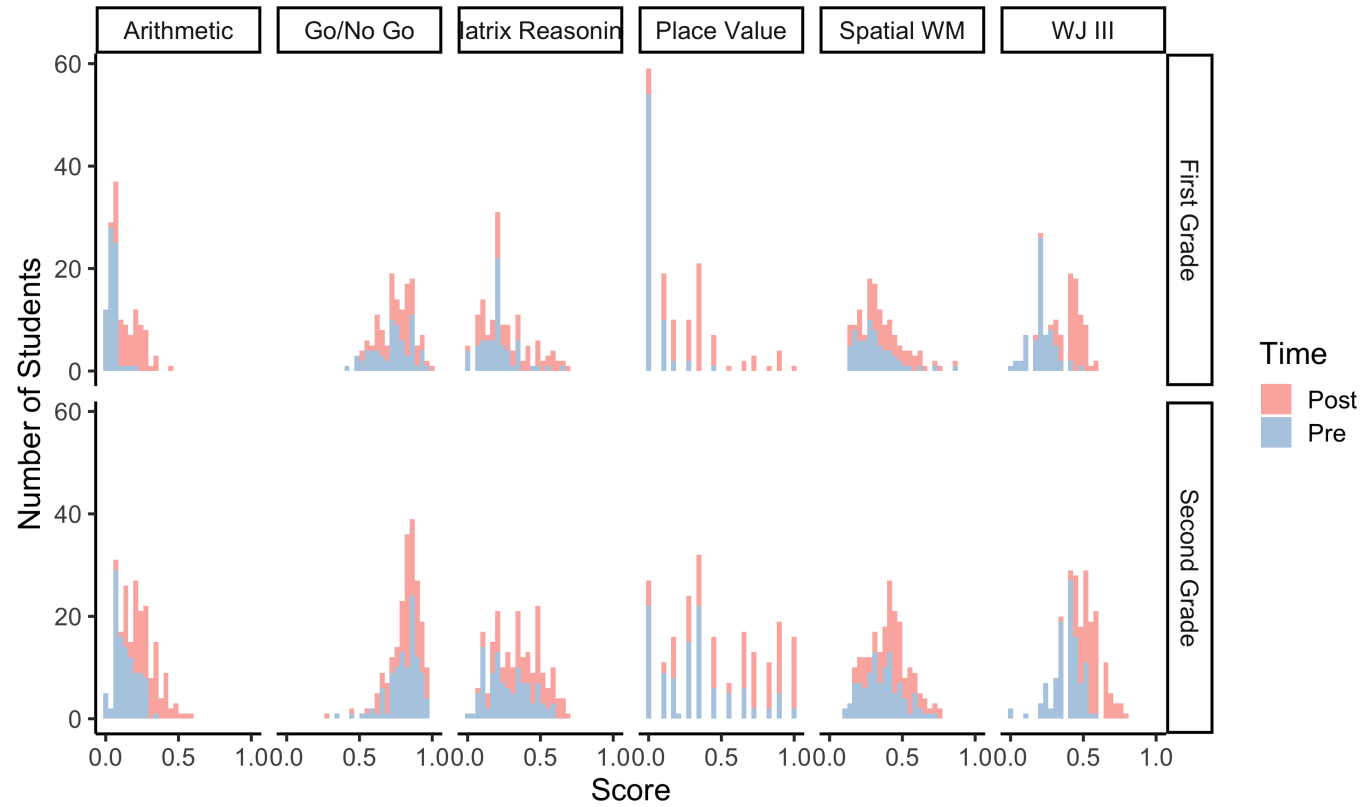 Arithmetic Go/No Go latrix Reasonin Place Value Spatial WM WJ III
60
40
20
0
First Grade
60
40
20
0
Second Grade
Number of Students
0.0 0.5 1.00.0 0.5 1.00.0 0.5 1.00.0 0.5 1.00.0 0.5 1.00.0 0.5 1.0
Score
Time
Post
Pre